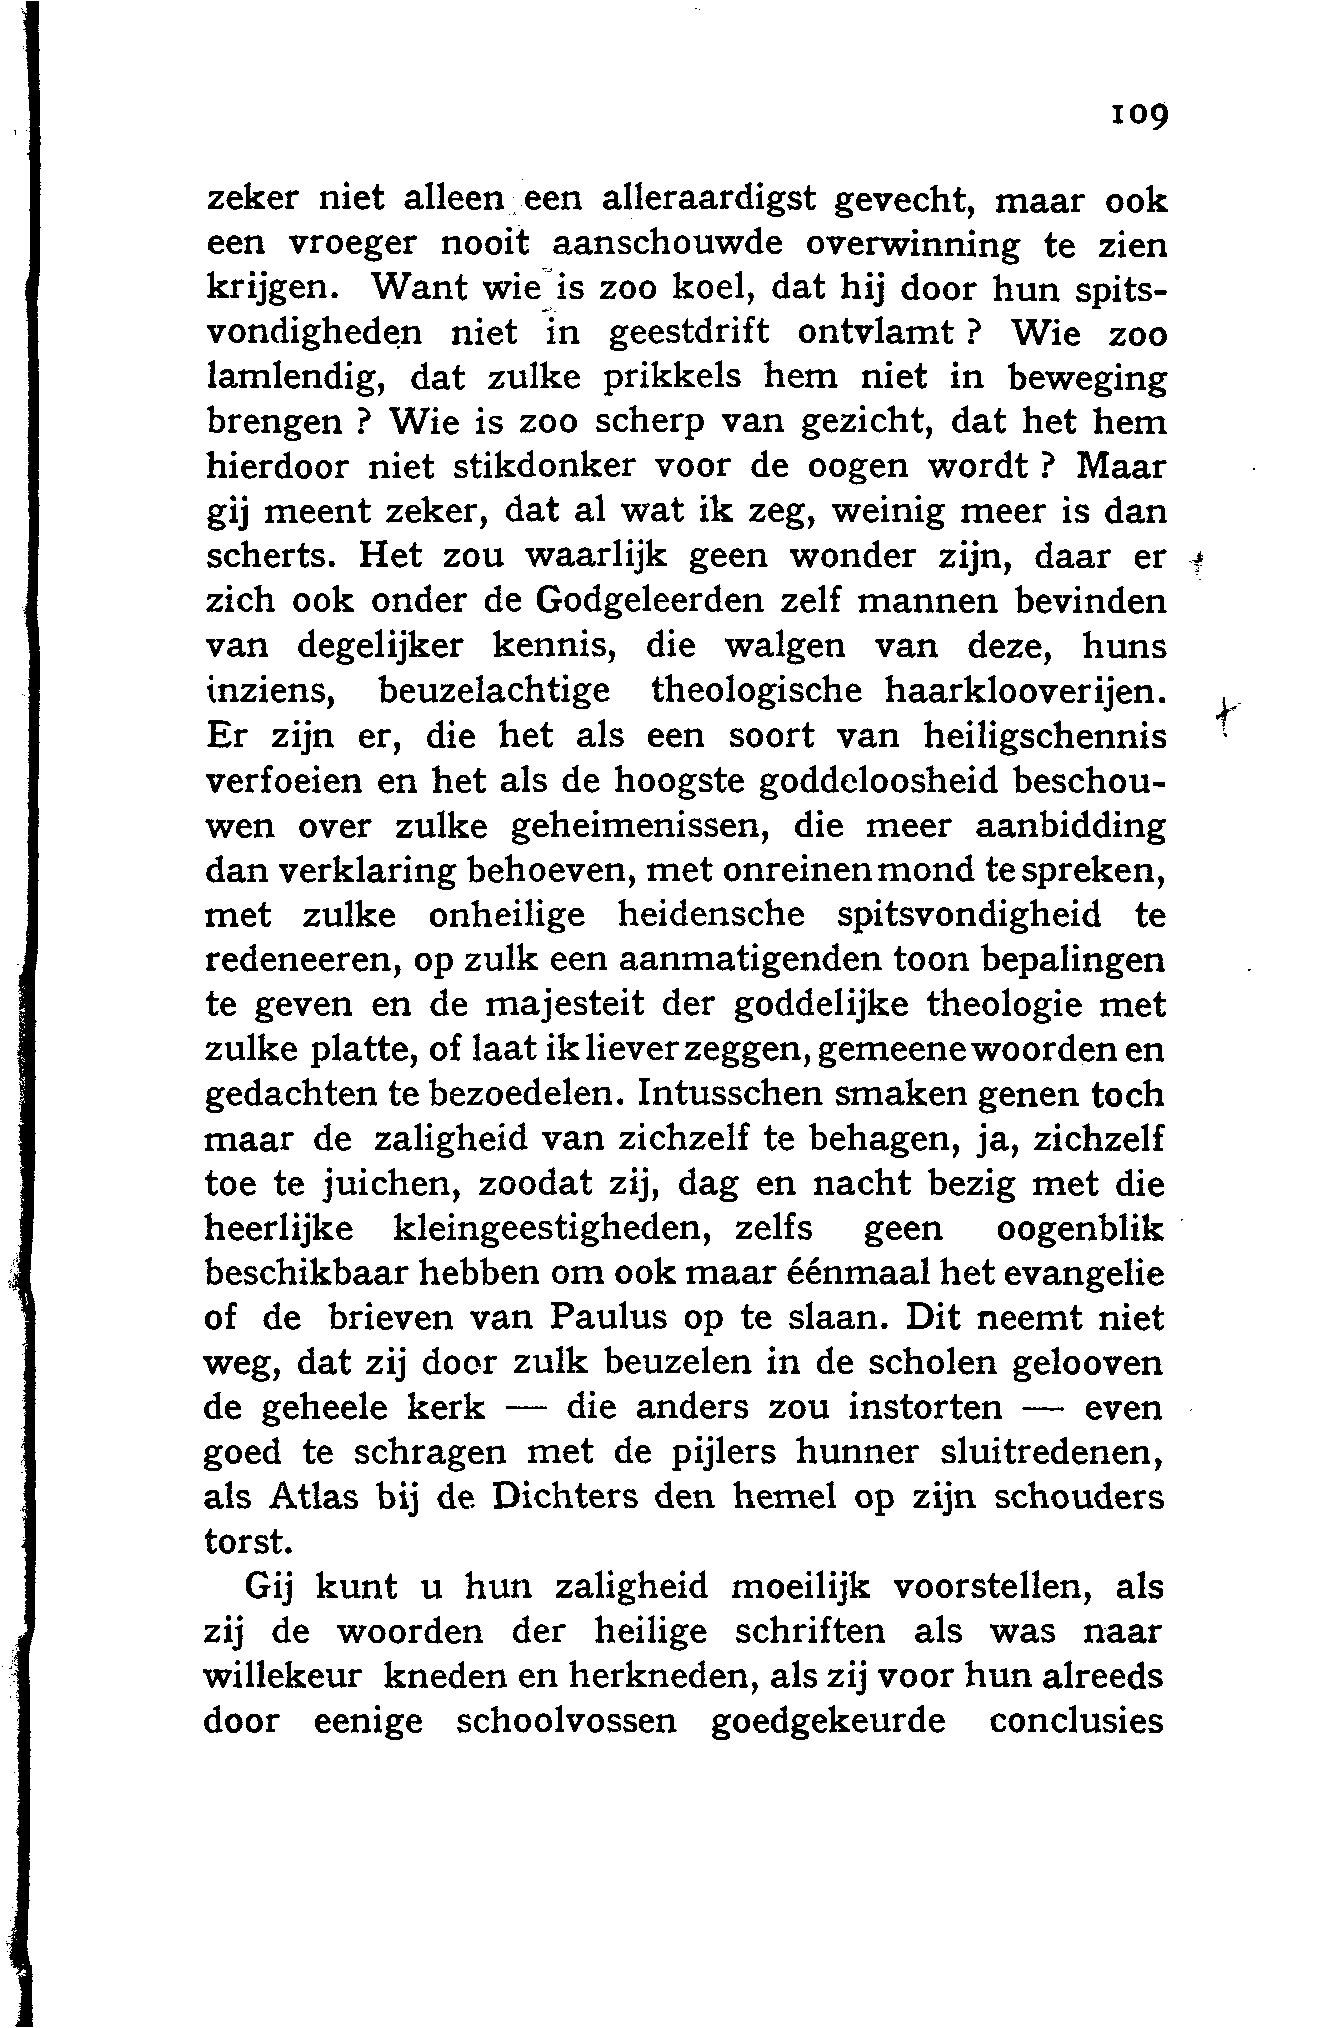 109
zeker niet alleen een alleraardigst gevecht, maar ook
een vroeger nooit aanschouwde overwinning te zien
krijgen. Want wie is zoo koel, dat hij door hun spits-
vondigheden niet in geestdrift ontvlamt ? Wie zoo
lamlendig, dat zulke prikkels hem niet in beweging
brengen ? Wie is zoo scherp van gezicht, dat het hem
hierdoor niet stikdonker voor de oogen wordt ? Maar
gij meent zeker, dat al wat ik zeg, weinig meer is dan
scherts. Het zou waarlijk geen wonder zijn, daar er
zich ook onder de Godgeleerden zelf mannen bevinden
van degelijker kennis, die walgen van deze, huns
inziens, beuzelachtige theologische haarklooverijen.
Er zijn er, die het als een soort van heiligschennis
verfoeien en het als de hoogste goddeloosheid beschou-
wen over zulke geheimenissen, die meer aanbidding
dan verklaring behoeven, met onreinen mond te spreken,
met zulke onheilige heidensche spitsvondigheid te
redeneeren, op zulk een aanmatigenden toon bepalingen
te geven en de majesteit der goddelijke theologie met
zulke platte, of laat ik liever zeggen, gemeene woorden en
gedachten te bezoedelen. Intusschen smaken genen toch
maar de zaligheid van zichzelf te behagen, ja, zichzelf
toe te juichen, zoodat zij, dag en nacht bezig met die
heerlijke kleingeestigheden, zelfs geen oogenblik
beschikbaar hebben om ook maar éénmaal het evangelie
of de brieven van Paulus op te slaan. Dit neemt niet
weg, dat zij door zulk beuzelen in de scholen gelooven
de geheele kerk — die anders zou instorten — even
goed te schragen met de pijlers hunner sluitredenen,
als Atlas bij de Dichters den hemel op zijn schouders
torst.
Gij kunt u hun zaligheid moeilijk voorstellen, als
zij de woorden der heilige schriften als was naar
willekeur kneden en herkneden, als zij voor hun alreeds
door eenige schoolvossen goedgekeurde conclusies